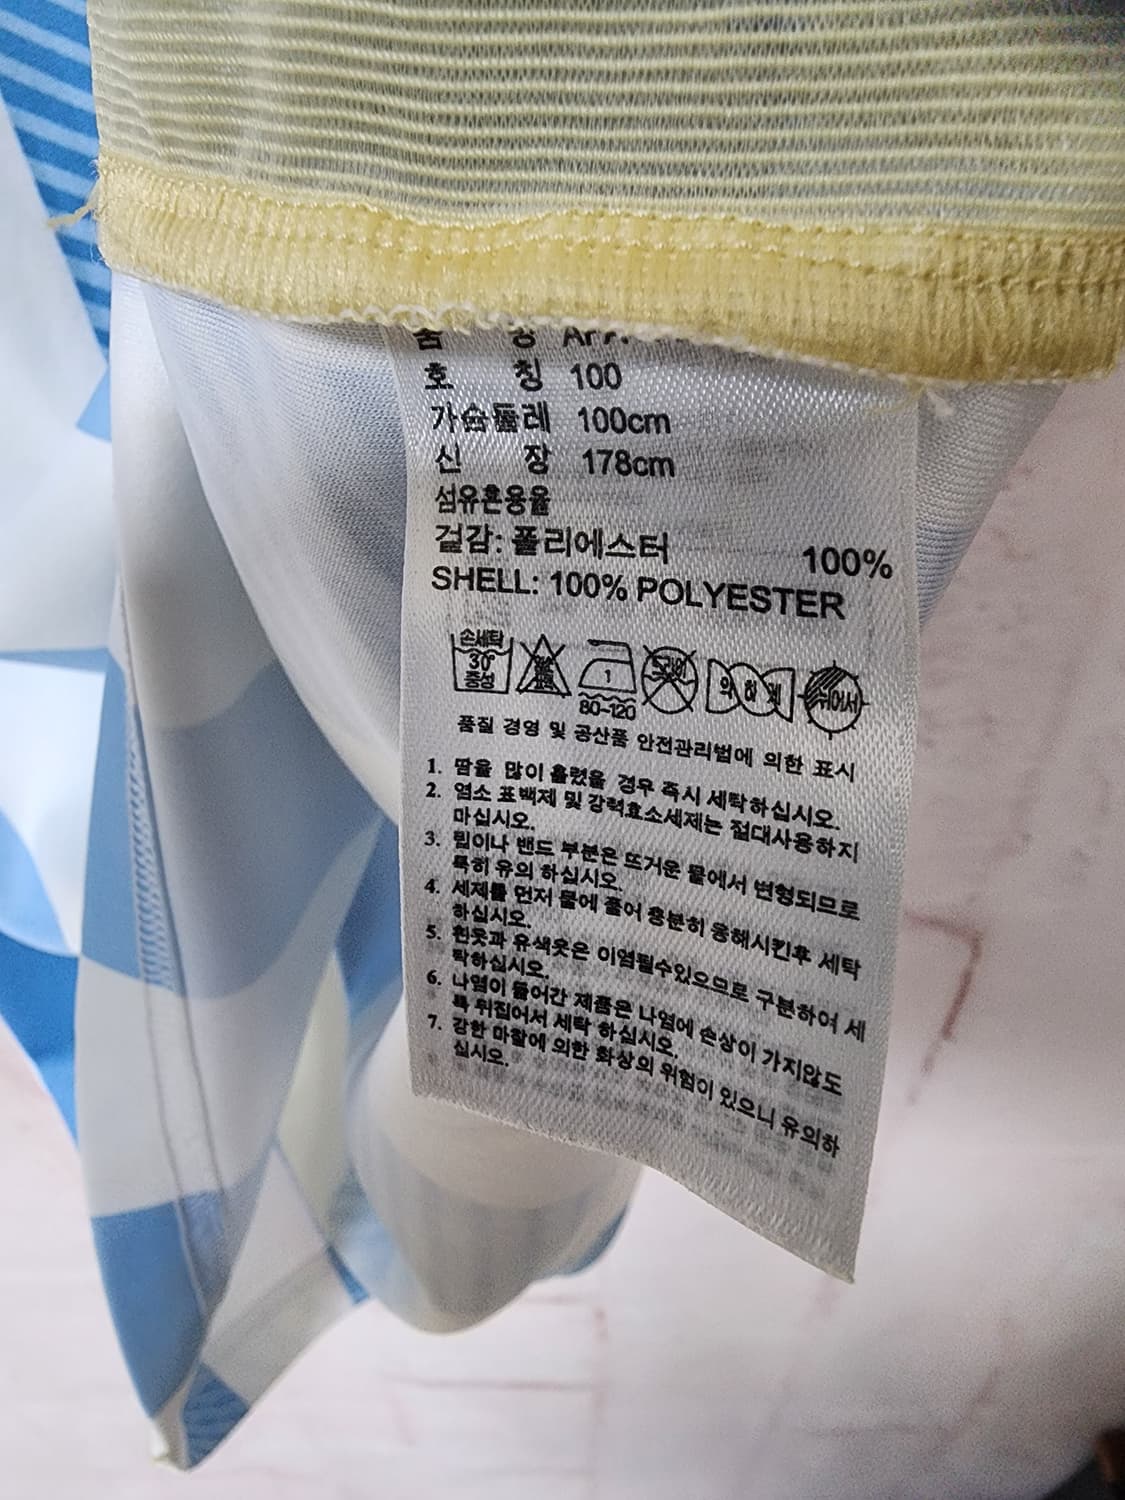 호 칭 100
가슴둘레 100cm
신 장 178cm
섬유혼용율
겉감: 폴리에스터 100%
SHELL: 100% POLYESTER
손세탁
30°
중성
1
80~120
뉘어서
품질 경영 및 공산품 안전관리법에 의한 표시
1. 땀을 많이 흘렸을 경우 즉시 세탁하십시오.
2. 염소 표백제 및 강력효소세제는 절대사용하지
마십시오.
3. 립이나 밴드 부분은 뜨거운 물에서 변형되므로
특히 유의 하십시오.
4. 세제를 먼저 물에 풀어 충분히 용해시킨후 세탁
하십시오.
5. 흰옷과 유색옷은 이염될수있으므로 구분하여 세
탁하십시오.
6. 나염이 들어간 제품은 나염에 손상이 가지않도
록 뒤집어서 세탁 하십시오.
7. 강한 마찰에 의한 화상의 위험이 있으니 유의하
십시오.